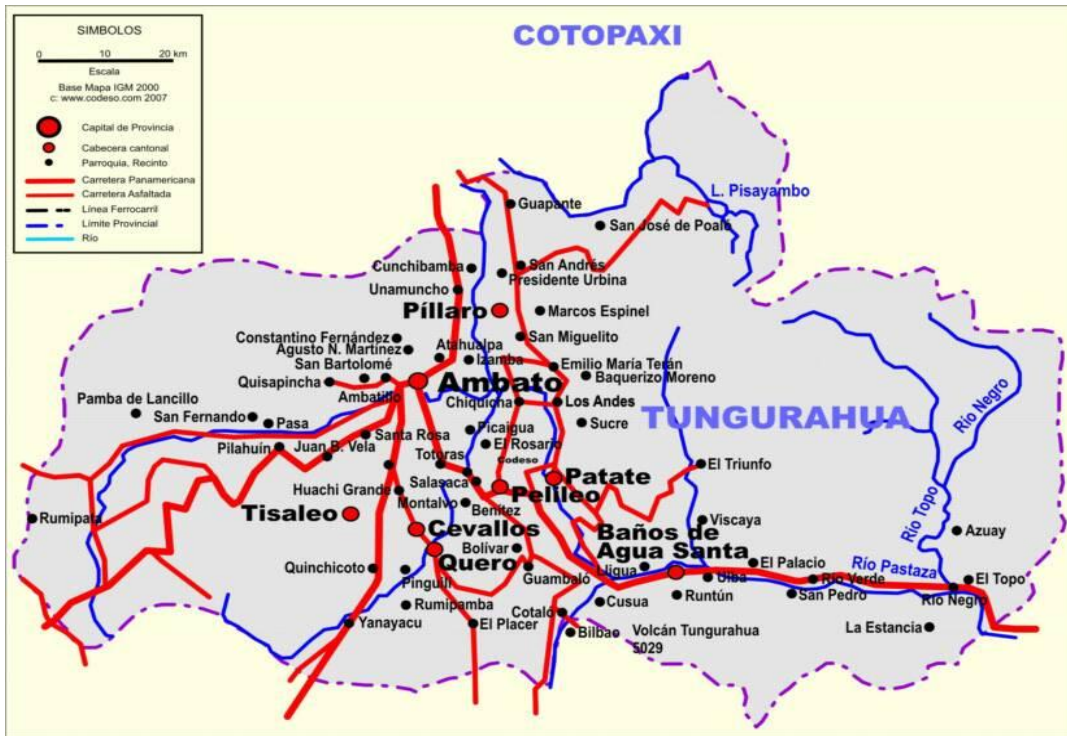 SIMBOLOS
0 10 20 km
Escala
Base Mapa IGM 2000
c: www.codeso.com 2007
Capital de Provincia
Cabecera cantonal
Parroquia, Recinto
Carretera Panamericana
Carretera Asfaltada
Línea Ferrocarril
Límite Provincial
Río
COTOPAXI
L. Pisayambo
Guapante
San José de Poaló
Cunchibamba
San Andrés
Presidente Urbina
Unamuncho
Píllaro
Marcos Espinel
Constantino Fernández
Agusto N. Martínez
Atahualpa
San Miguelito
Izamba
San Bartolomé
Emilio María Terán
Quisapincha
Ambato
Baquerizo Moreno
Ambatillo
Pamba de Lancillo
Chiquicha
Los Andes
TUNGURAHUA
Río Negro
San Fernando
Pasa
Picaigua
Sucre
Santa Rosa
El Rosario
Pilahuín
Juan B. Vela
Totoras
Codeso
El Triunfo
Salasaca
Patate
Pelileo
Huachi Grande
Montalvo
Benítez
Río Topo
Rumipata
Tisaleo
Viscaya
Cevallos
Baños de
Agua Santa
Azuay
Bolívar
Quero
El Palacio
Río Pastaza
Quinchicoto
Pinguilí
Guambaló
Lligua
Ulba
Río Verde
El Topo
Rumipamba
Cotaló
Cusua
Runtún
San Pedro
Río Negro
Yanayacu
El Placer
Bilbao
Volcán Tungurahua
5029
La Estancia